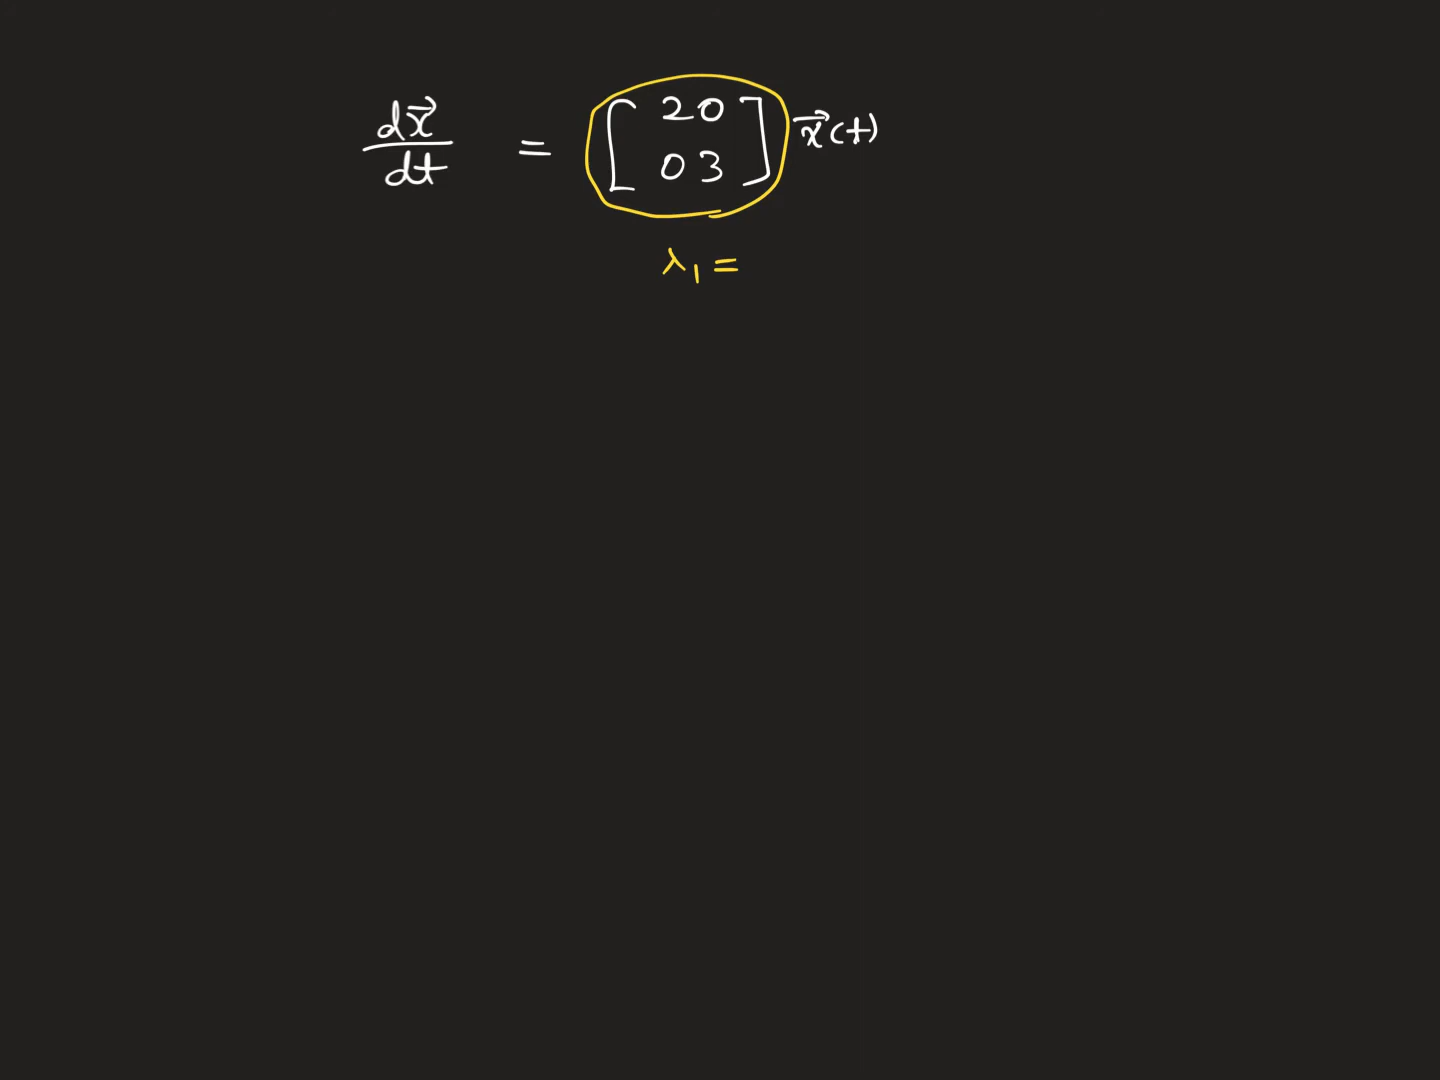 dx⃗/dt = [2 0; 0 3] x⃗(t)
λ₁ =